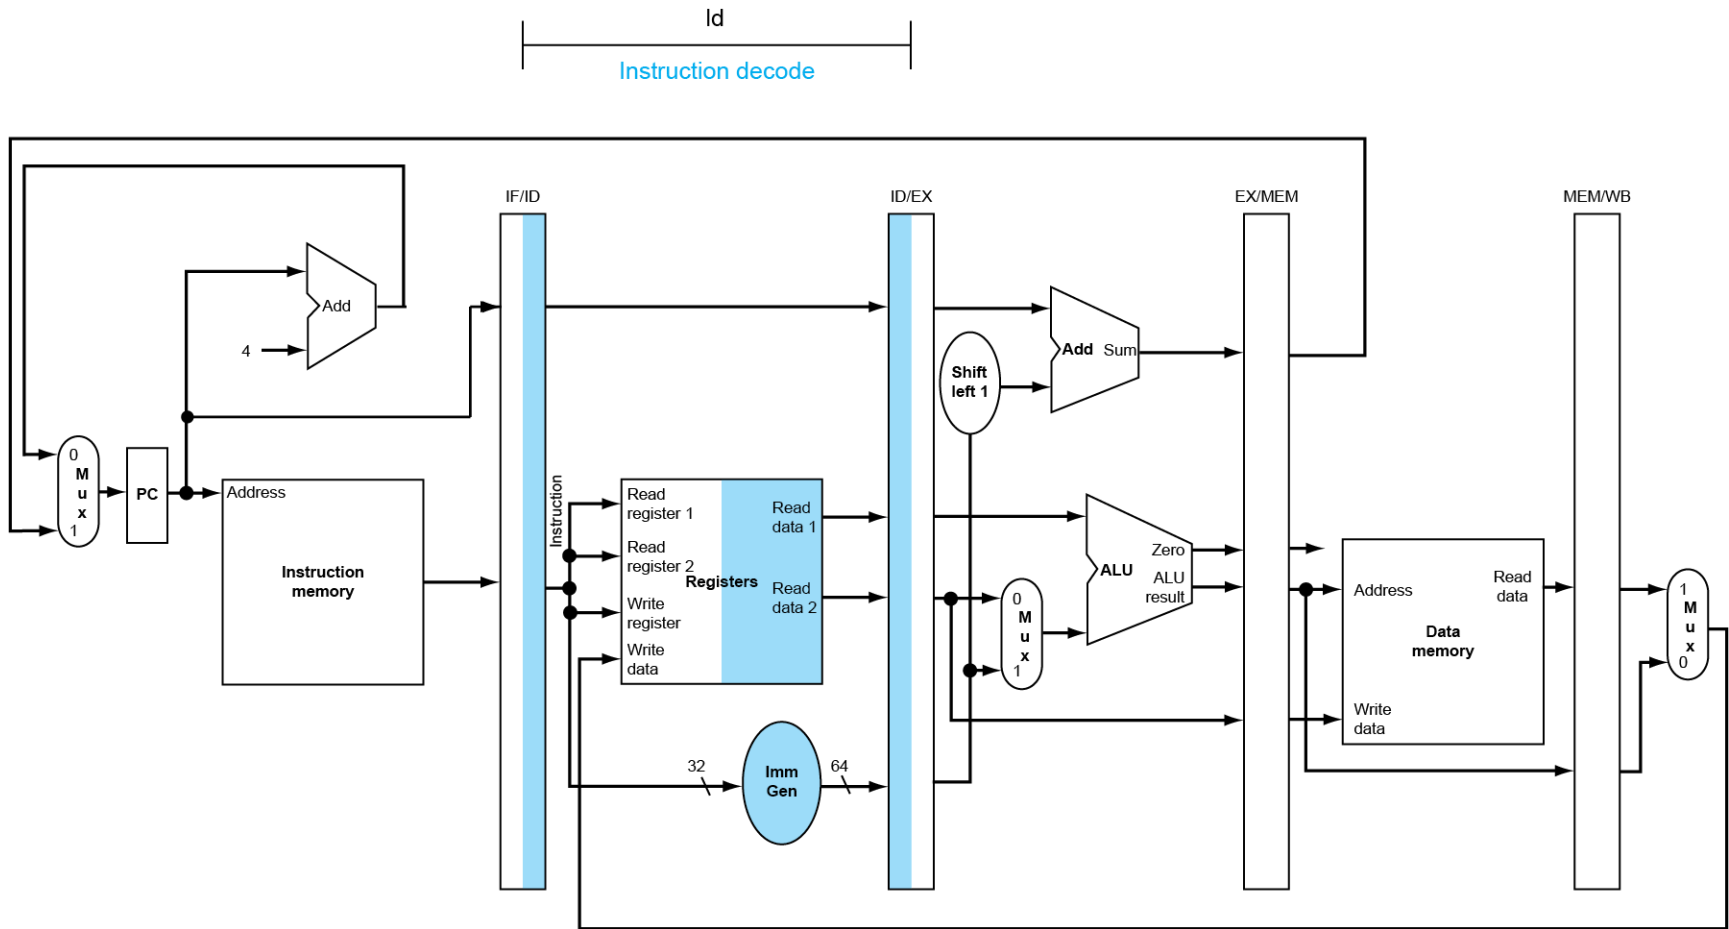 ld
Instruction decode
IF/ID
ID/EX
EX/MEM
MEM/WB
Add
4
Add Sum
Shift
left 1
0
M
u
x
1
PC
Address
Instruction
memory
Instruction
Read
register 1
Read
register 2
Registers
Write
register
Write
data
Read
data 1
Read
data 2
32
Imm
Gen
64
0
M
u
x
1
ALU
Zero
ALU
result
Address
Read
data
Data
memory
Write
data
1
M
u
x
0